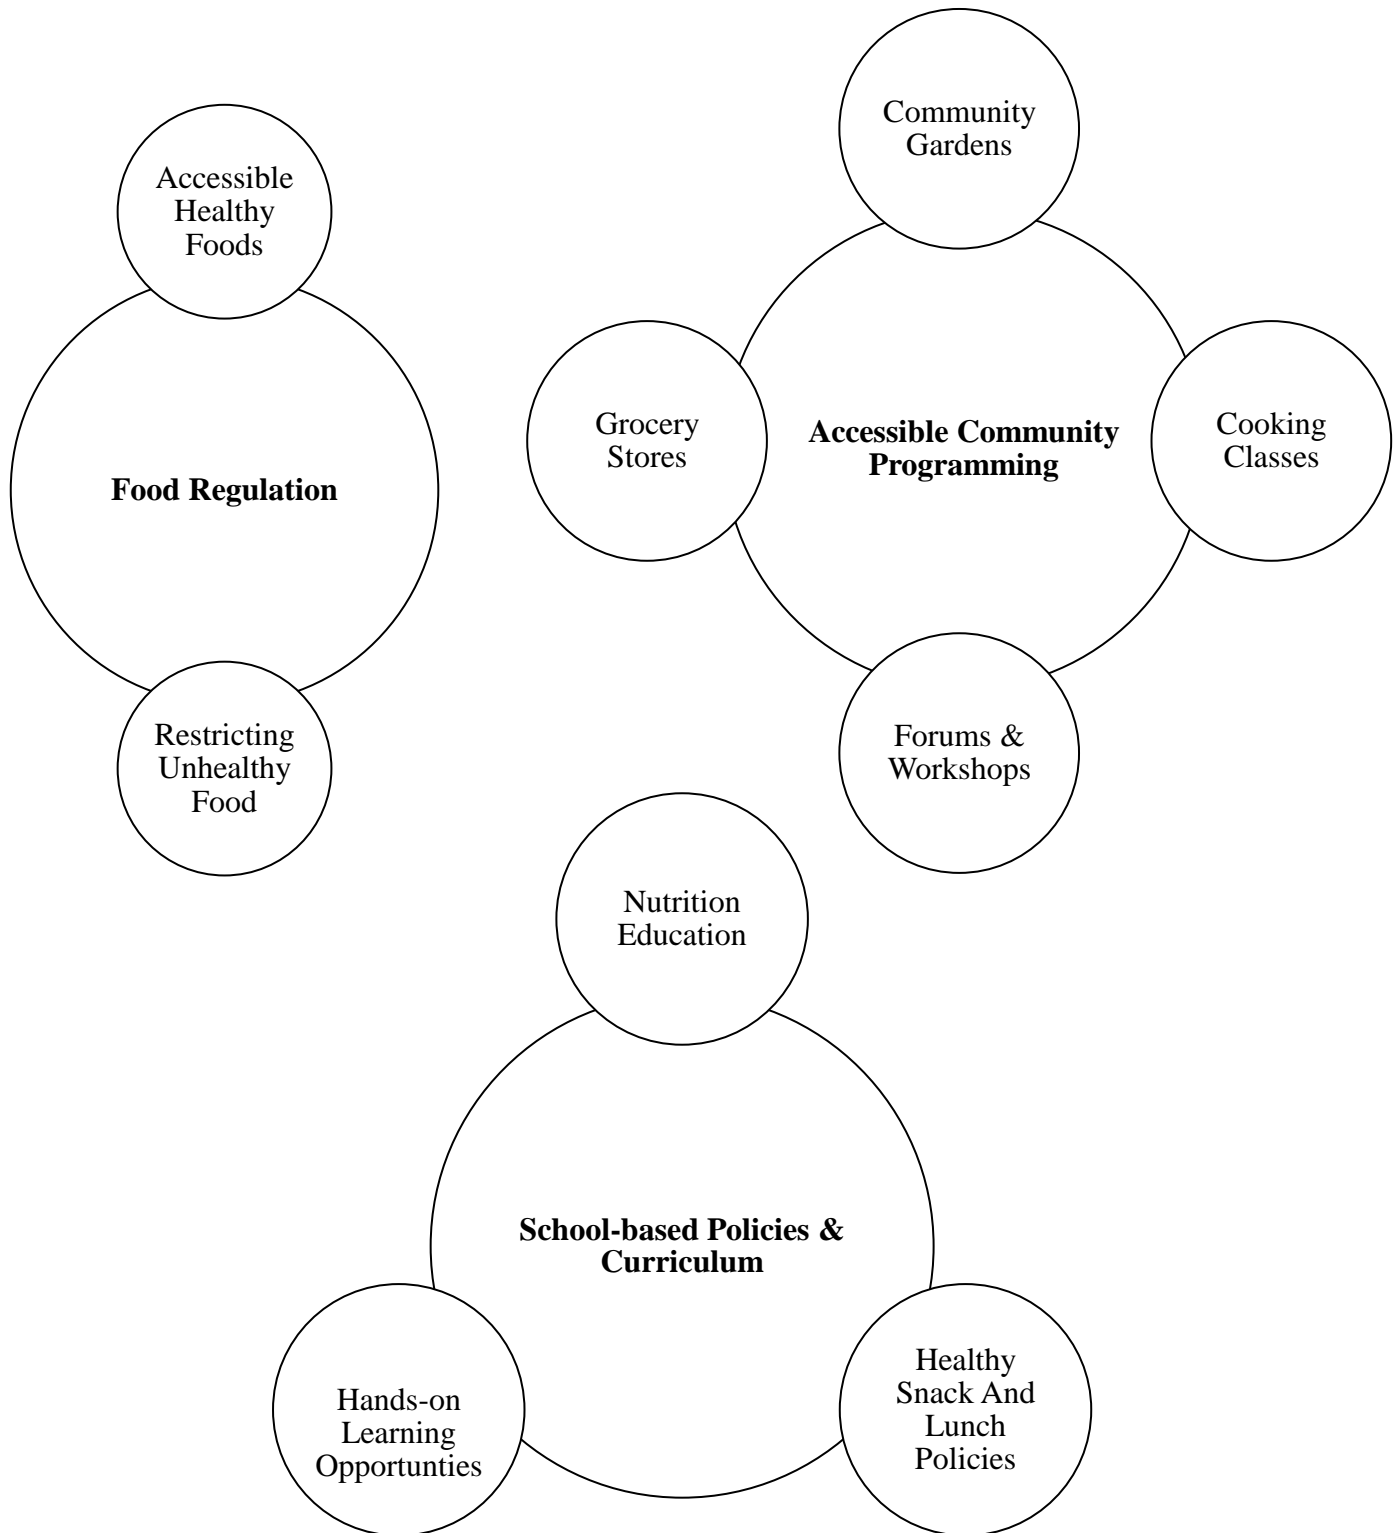 Accessible
Healthy
Foods
Food Regulation
Restricting
Unhealthy
Food
Community
Gardens
Grocery
Stores
Accessible Community
Programming
Cooking
Classes
Forums &
Workshops
Nutrition
Education
School-based Policies &
Curriculum
Hands-on
Learning
Opportunties
Healthy
Snack And
Lunch
Policies